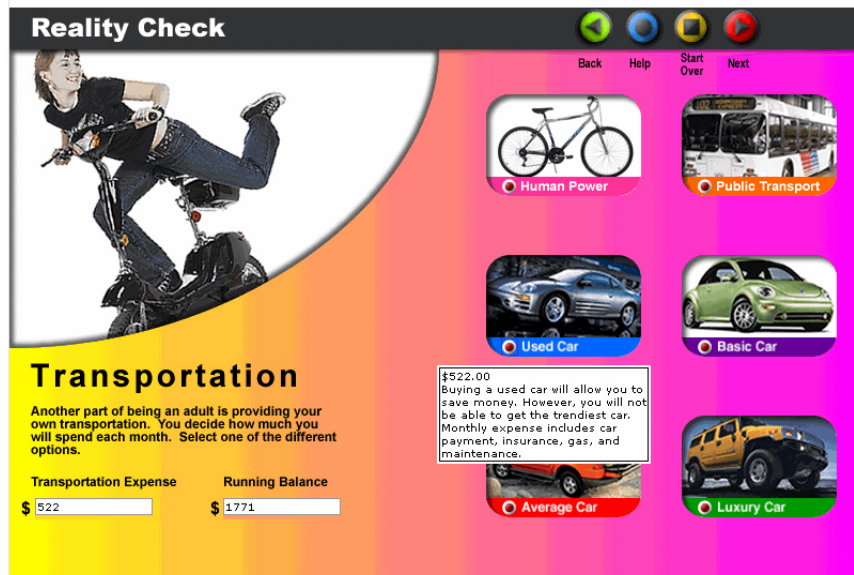 Reality Check
Back
Help
Start
Over
Next
Human Power
Public Transport
Used Car
Basic Car
$522.00
Buying a used car will allow you to
save money. However, you will not
be able to get the trendiest car.
Monthly expense includes car
payment, insurance, gas, and
maintenance.
Average Car
Luxury Car
Transportation
Another part of being an adult is providing your
own transportation. You decide how much you
will spend each month. Select one of the different
options.
Transportation Expense
Running Balance
$ 522
$ 1771